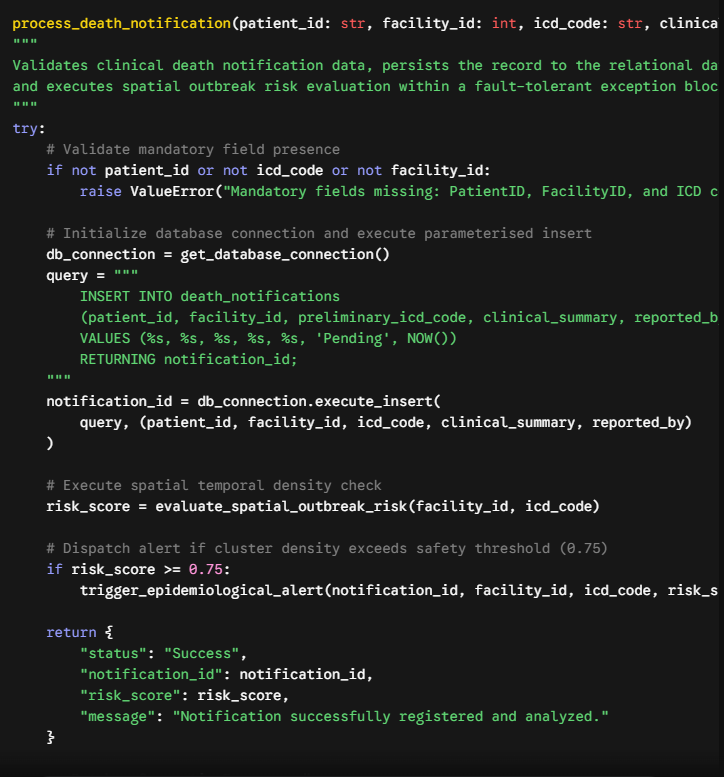 process_death_notification(patient_id: str, facility_id: int, icd_code: str, clinica
"""
Validates clinical death notification data, persists the record to the relational da
and executes spatial outbreak risk evaluation within a fault-tolerant exception bloc
"""
try:
    # Validate mandatory field presence
    if not patient_id or not icd_code or not facility_id:
        raise ValueError("Mandatory fields missing: PatientID, FacilityID, and ICD c

    # Initialize database connection and execute parameterised insert
    db_connection = get_database_connection()
    query = """
        INSERT INTO death_notifications
        (patient_id, facility_id, preliminary_icd_code, clinical_summary, reported_b
        VALUES (%s, %s, %s, %s, %s, 'Pending', NOW())
        RETURNING notification_id;
    """
    notification_id = db_connection.execute_insert(
        query, (patient_id, facility_id, icd_code, clinical_summary, reported_by)
    )

    # Execute spatial temporal density check
    risk_score = evaluate_spatial_outbreak_risk(facility_id, icd_code)

    # Dispatch alert if cluster density exceeds safety threshold (0.75)
    if risk_score >= 0.75:
        trigger_epidemiological_alert(notification_id, facility_id, icd_code, risk_s

    return {
        "status": "Success",
        "notification_id": notification_id,
        "risk_score": risk_score,
        "message": "Notification successfully registered and analyzed."
    }